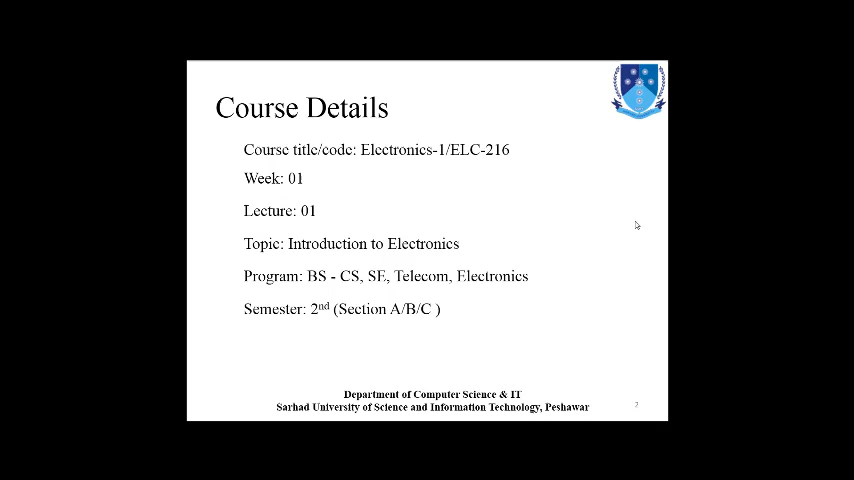 Course Details
Course title/code: Electronics-1/ELC-216
Week: 01
Lecture: 01
Topic: Introduction to Electronics
Program: BS - CS, SE, Telecom, Electronics
Semester: 2nd (Section A/B/C )
Department of Computer Science & IT
Sarhad University of Science and Information Technology, Peshawar
2